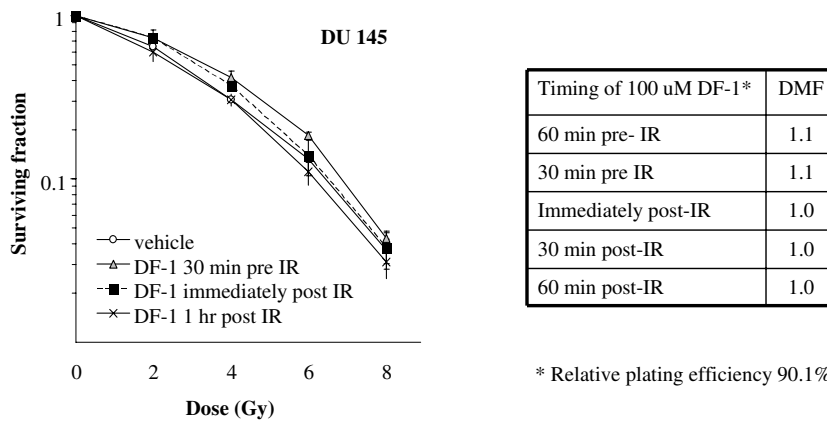 1
DU 145
0.1
Surviving fraction
vehicle
DF-1 30 min pre IR
DF-1 immediately post IR
DF-1 1 hr post IR
0 2 4 6 8
Dose (Gy)
Timing of 100 uM DF-1* DMF
60 min pre- IR 1.1
30 min pre IR 1.1
Immediately post-IR 1.0
30 min post-IR 1.0
60 min post-IR 1.0
* Relative plating efficiency 90.1%